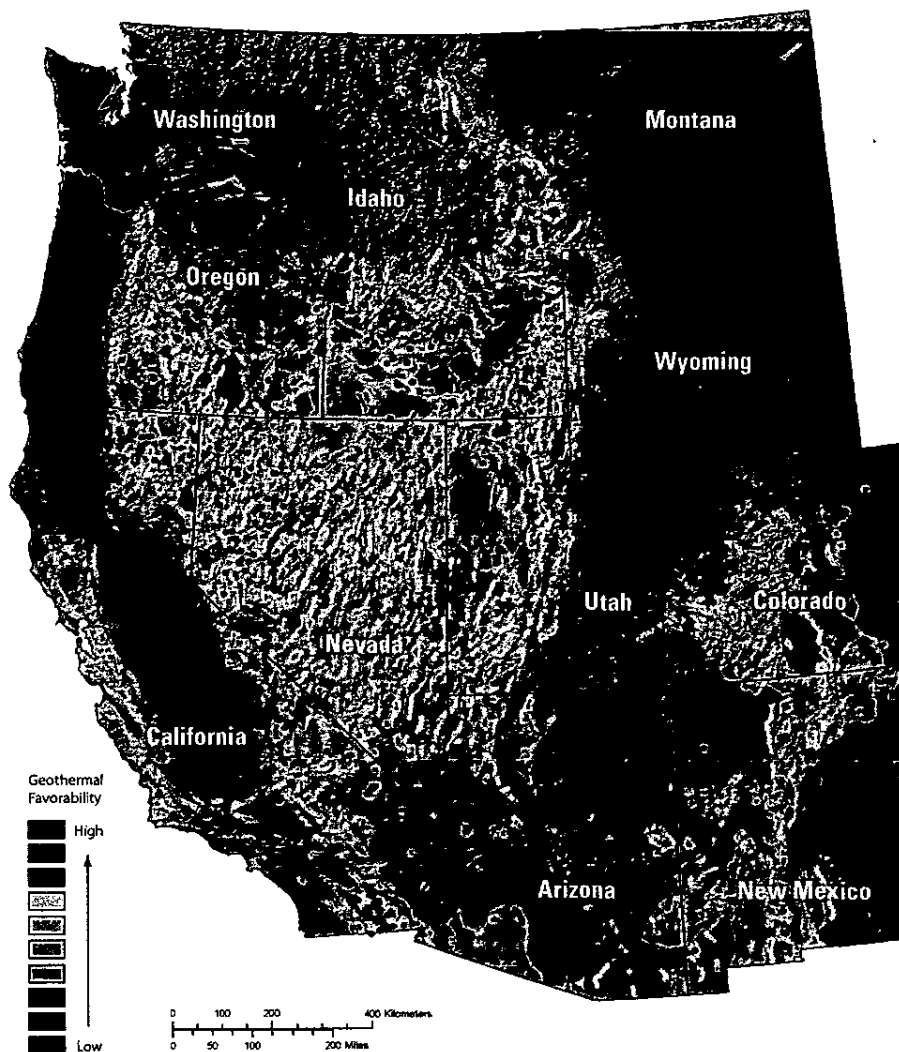 Washington
Montana
Idaho
Oregon
Wyoming
Utah
Colorado
Nevada
California
Arizona
New Mexico
Geothermal
Favorability
High
Low
0 100 200 400 Kilometers
0 50 100 200 Miles